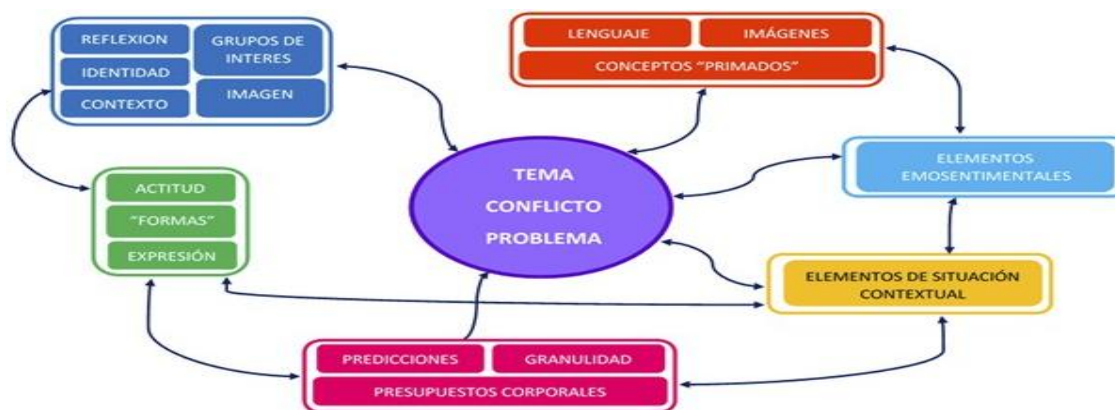 REFLEXION
IDENTIDAD
CONTEXTO
GRUPOS DE
INTERES
IMAGEN
LENGUAJE
IMÁGENES
CONCEPTOS "PRIMADOS"
TEMA
CONFLICTO
PROBLEMA
ELEMENTOS
EMOSENTIMENTALES
ACTITUD
"FORMAS"
EXPRESIÓN
ELEMENTOS DE SITUACIÓN
CONTEXTUAL
PREDICCIONES
GRANULIDAD
PRESUPUESTOS CORPORALES